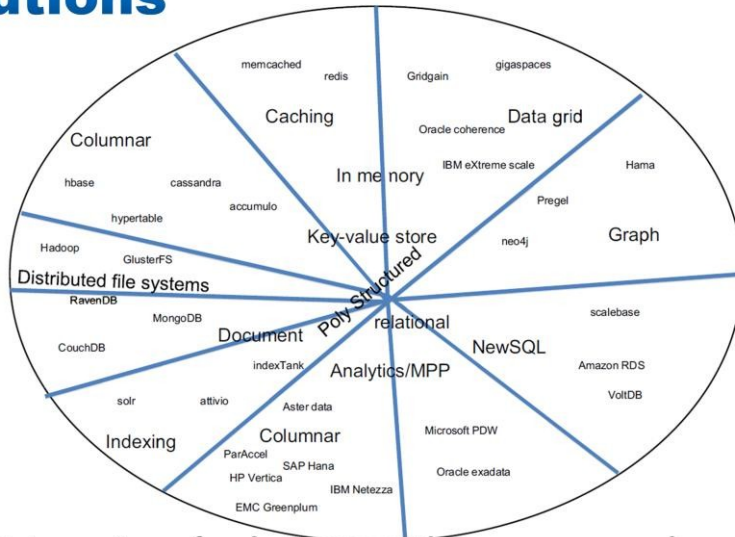 memcached
redis
Gridgain
gigaspaces
Caching
Data grid
Oracle coherence
Columnar
In memory
IBM eXtreme scale
Hama
hbase
cassandra
Pregel
accumulo
hypertable
Key-value store
neo4j
Graph
Hadoop
GlusterFS
Distributed file systems
Poly Structured
RavenDB
MongoDB
Document
relational
scalebase
CouchDB
NewSQL
indexTank
Analytics/MPP
Amazon RDS
VoltDB
solr
attivio
Aster data
Indexing
Columnar
Microsoft PDW
ParAccel
SAP Hana
HP Vertica
Oracle exadata
IBM Netezza
EMC Greenplum